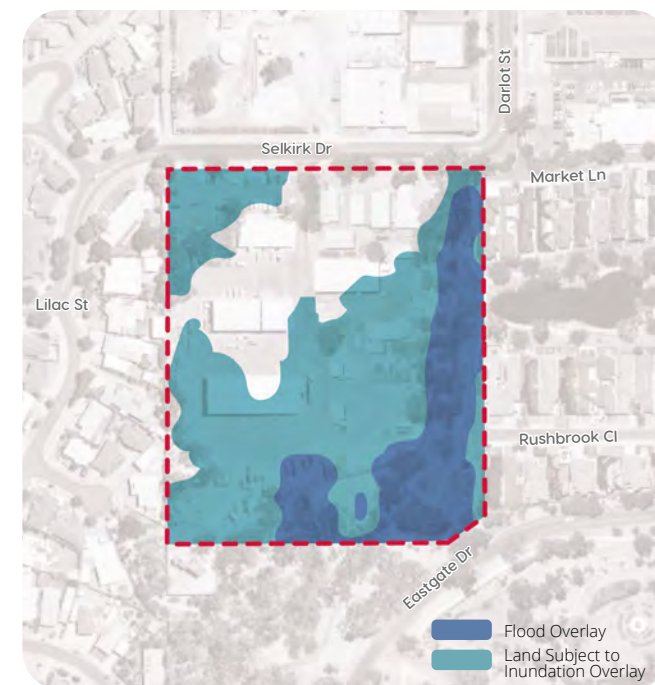 Darlot St
Selkirk Dr
Market Ln
Lilac St
Rushbrook Cl
Eastgate Dr
Flood Overlay
Land Subject to
Inundation Overlay